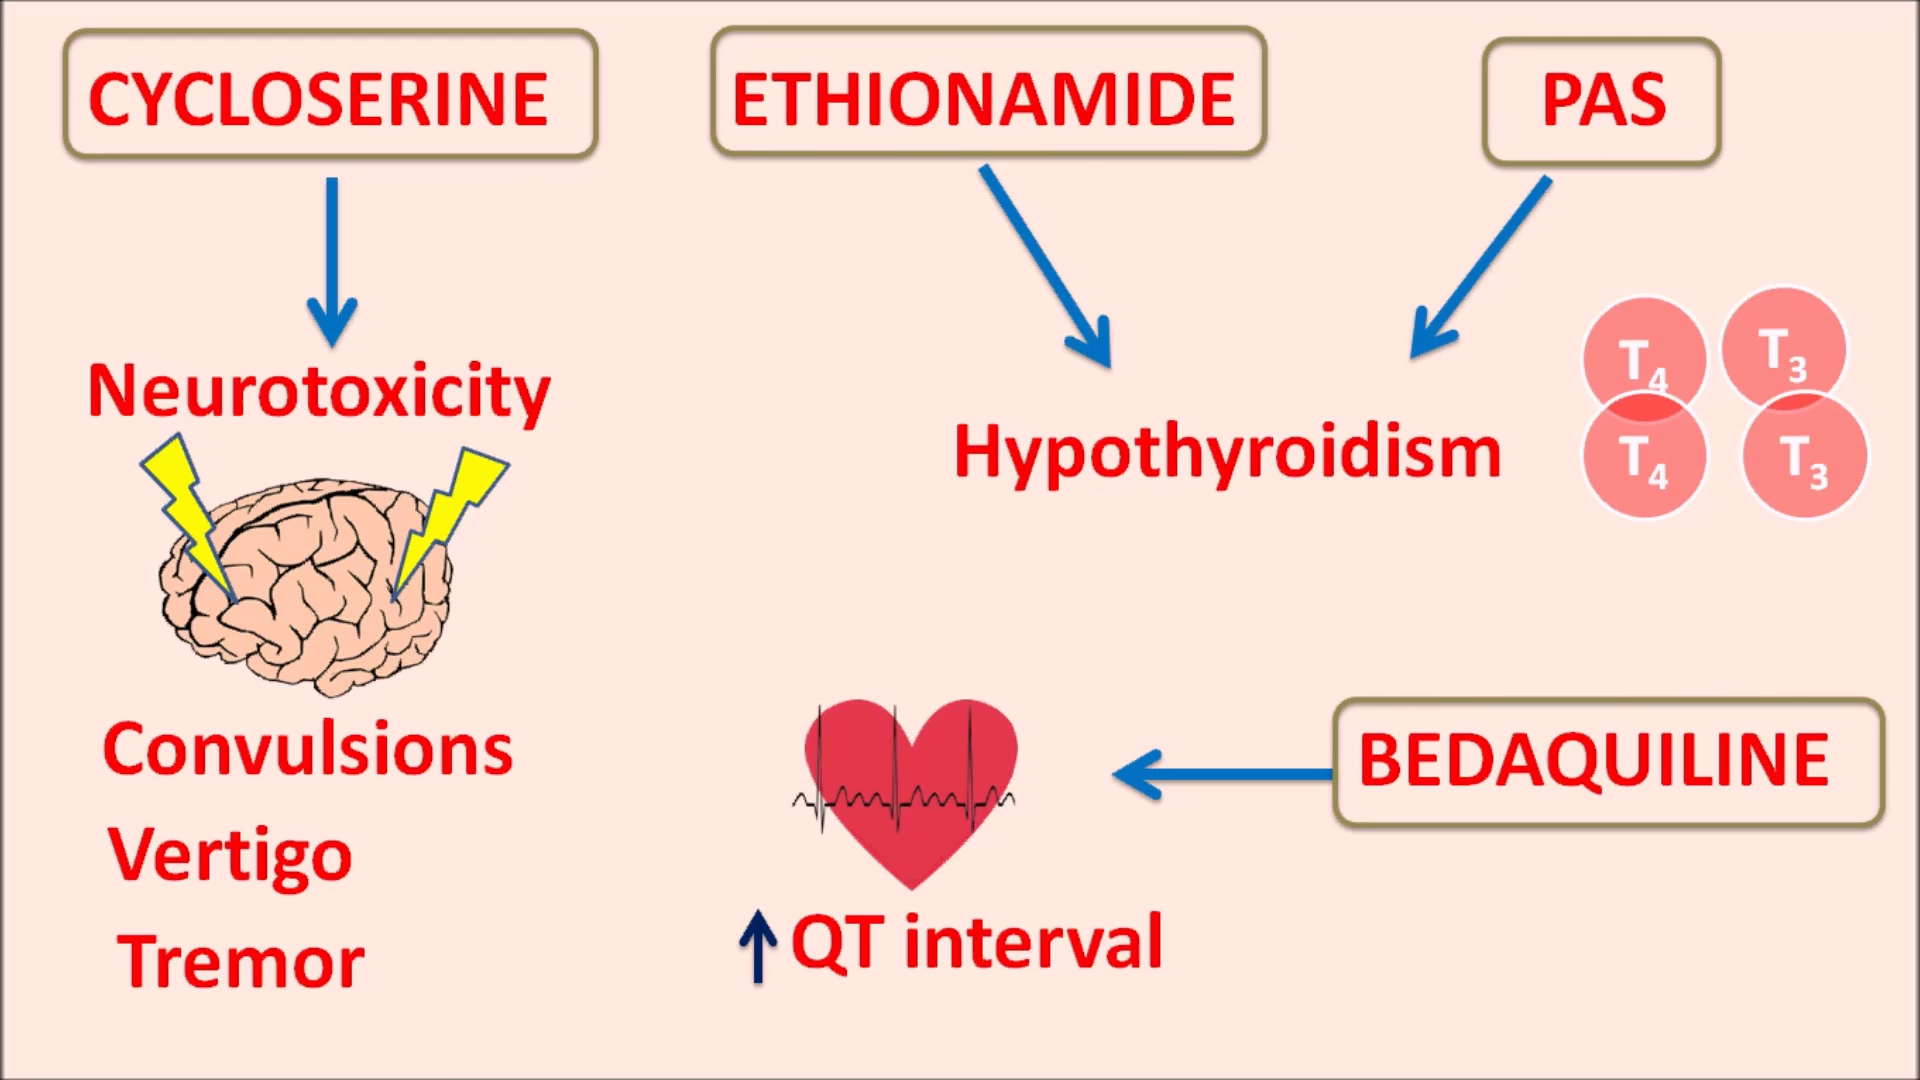 CYCLOSERINE
ETHIONAMIDE
PAS
Neurotoxicity
Hypothyroidism
T4
T3
T4
T3
Convulsions
Vertigo
Tremor
BEDAQUILINE
QT interval